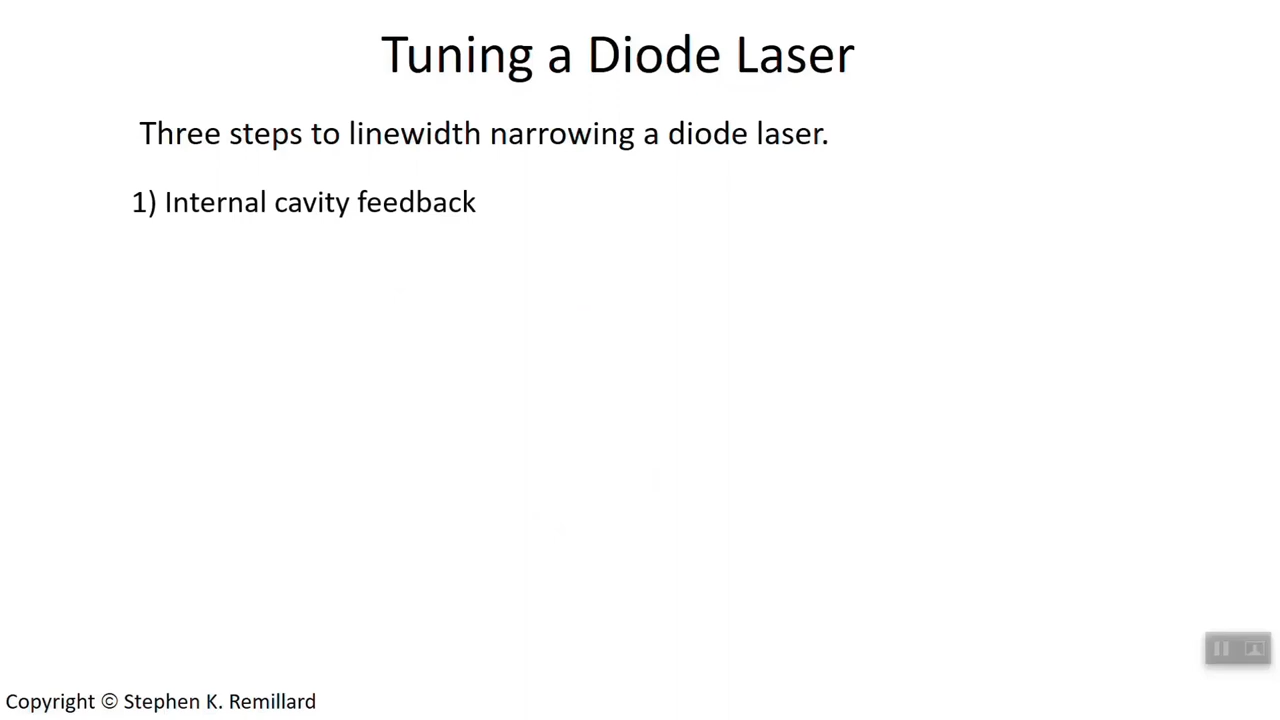 Tuning a Diode Laser
Three steps to linewidth narrowing a diode laser.
1) Internal cavity feedback
Copyright © Stephen K. Remillard